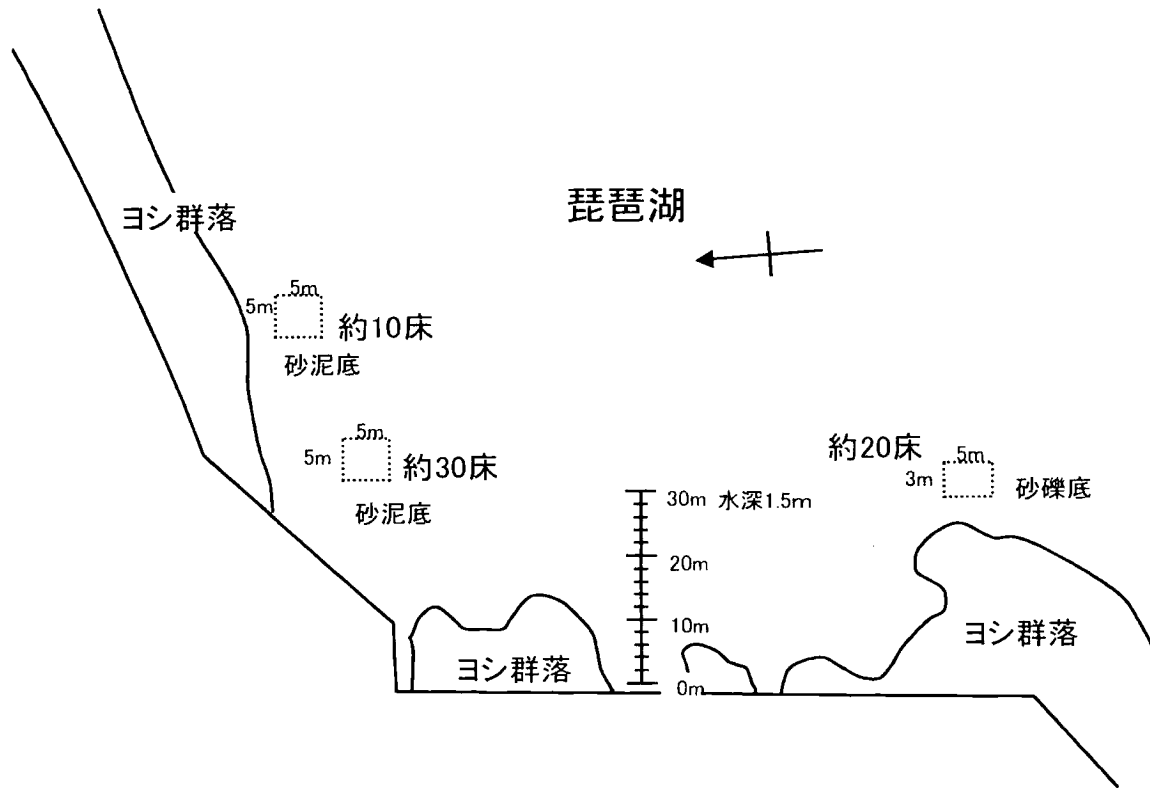 琵琶湖
ヨシ群落
5m
5m
約10床
砂泥底
5m
5m
約30床
砂泥底
約20床
5m
3m
砂礫底
30m 水深1.5m
20m
10m
0m
ヨシ群落
ヨシ群落